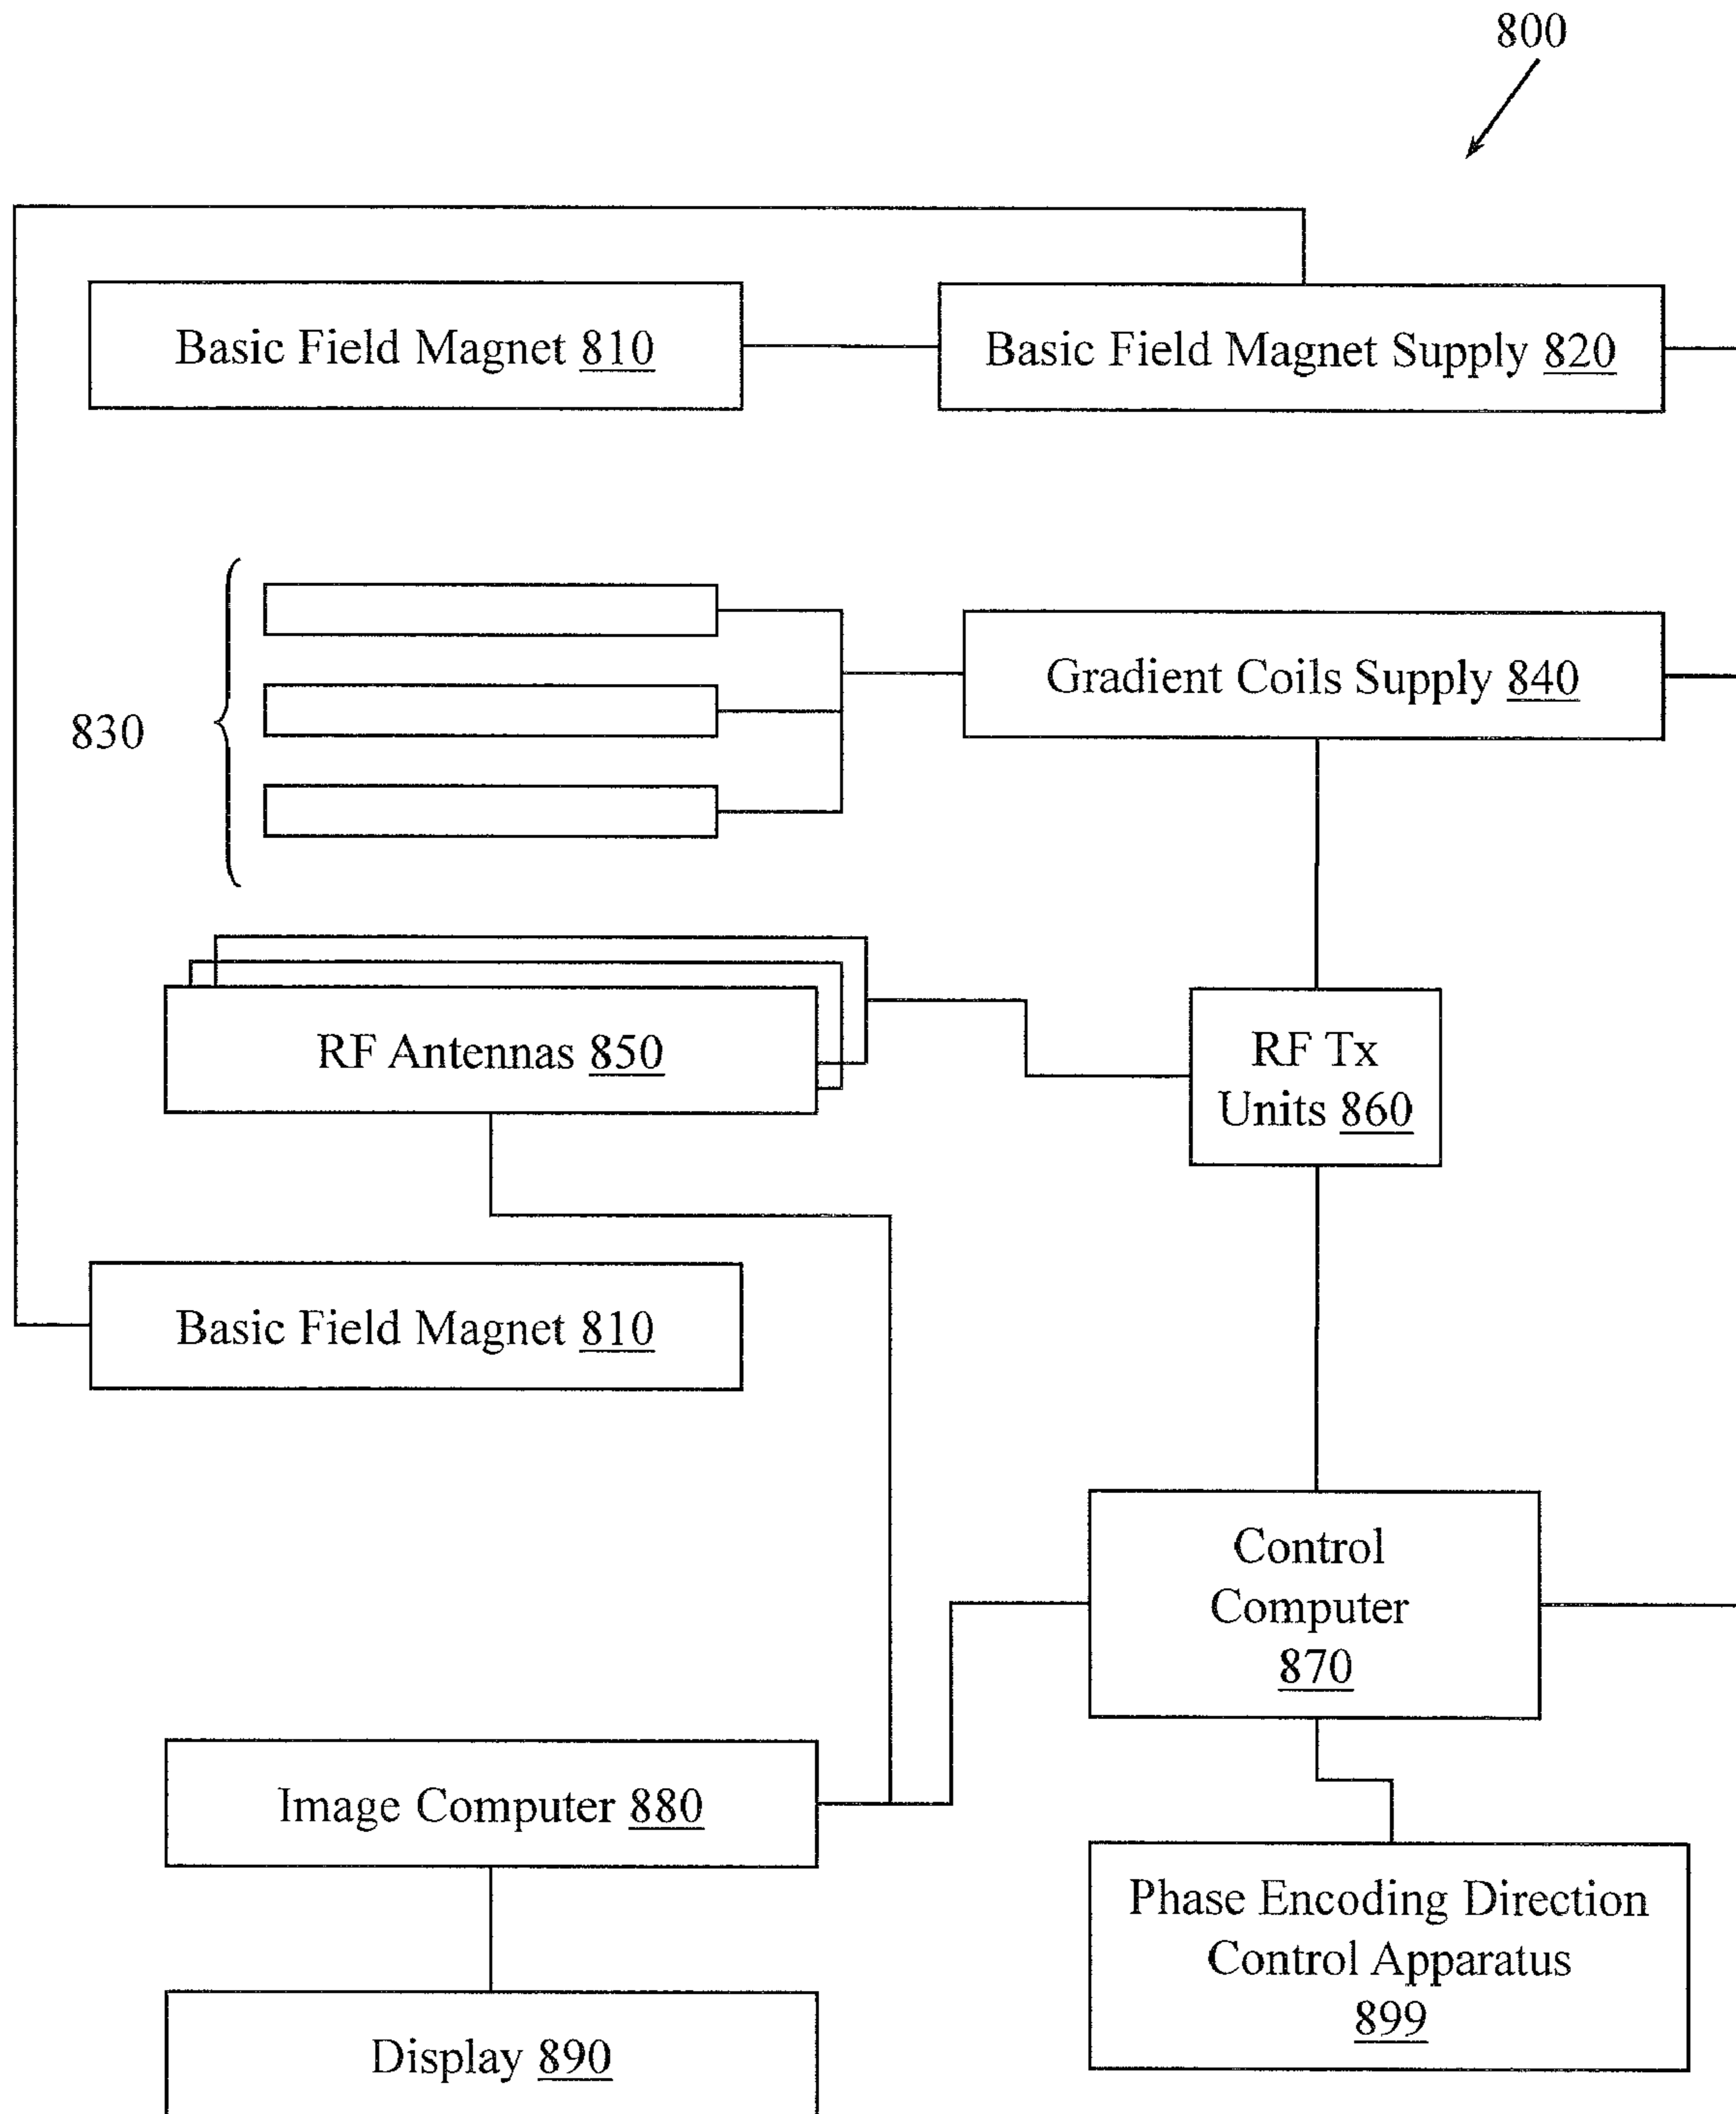 800
Basic Field Magnet 810
Basic Field Magnet Supply 820
830
Gradient Coils Supply 840
RF Antennas 850
RF Tx
Units 860
Basic Field Magnet 810
Control
Computer
870
Image Computer 880
Phase Encoding Direction
Control Apparatus
899
Display 890